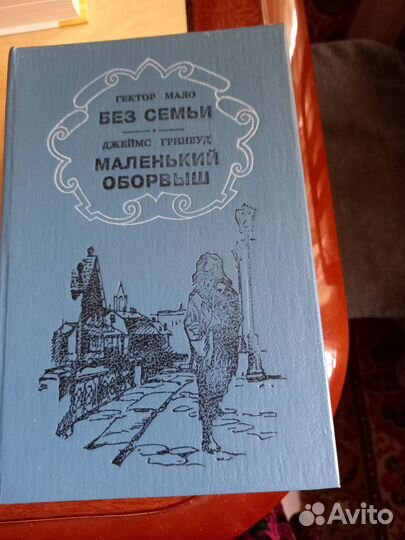 ГЕКТОР МАЛО
БЕЗ СЕМЬИ
ДЖЕЙМС ГРИНВУД
МАЛЕНЬКИЙ
ОБОРВЫШ
Avito